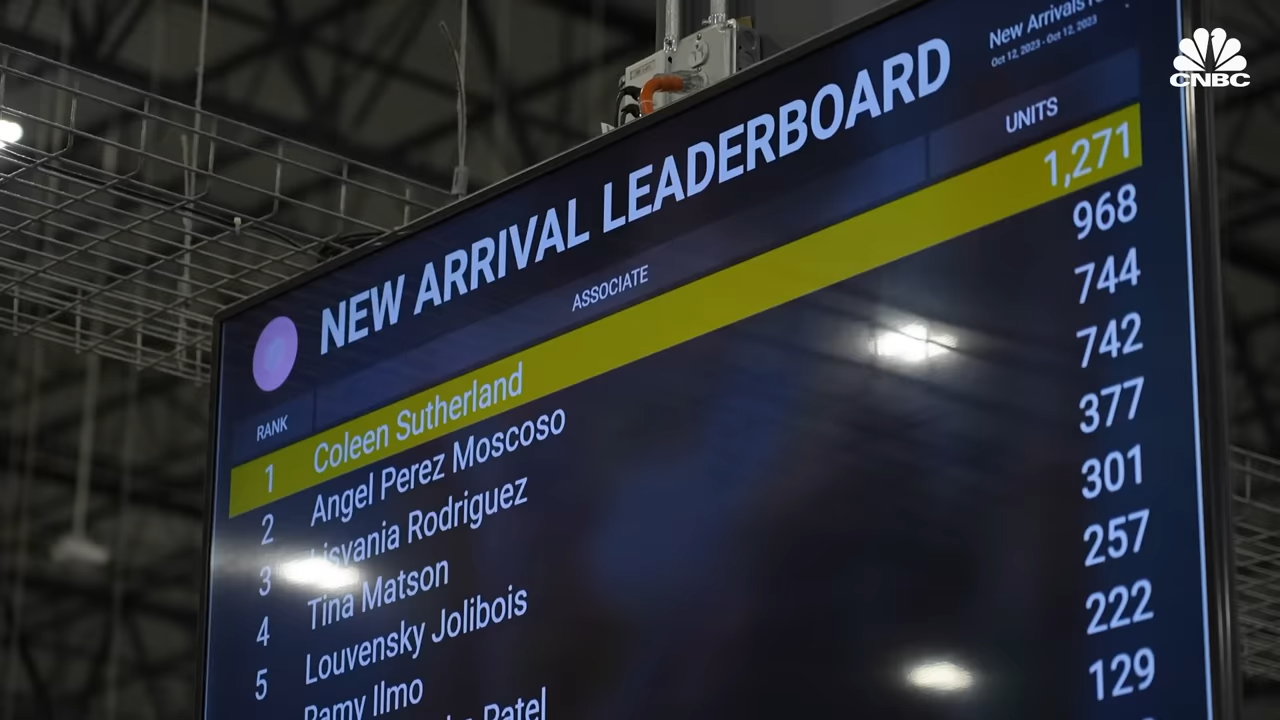 CNBC
New Arrivals
Oct 12, 2023 - Oct 12, 2023
NEW ARRIVAL LEADERBOARD
RANK ASSOCIATE UNITS
1 Coleen Sutherland 1,271
2 Angel Perez Moscoso 968
3 Lisvania Rodriguez 744
4 Tina Matson 742
5 Louvensky Jolibois 377
Ramy Ilmo 301
Patel 257
222
129